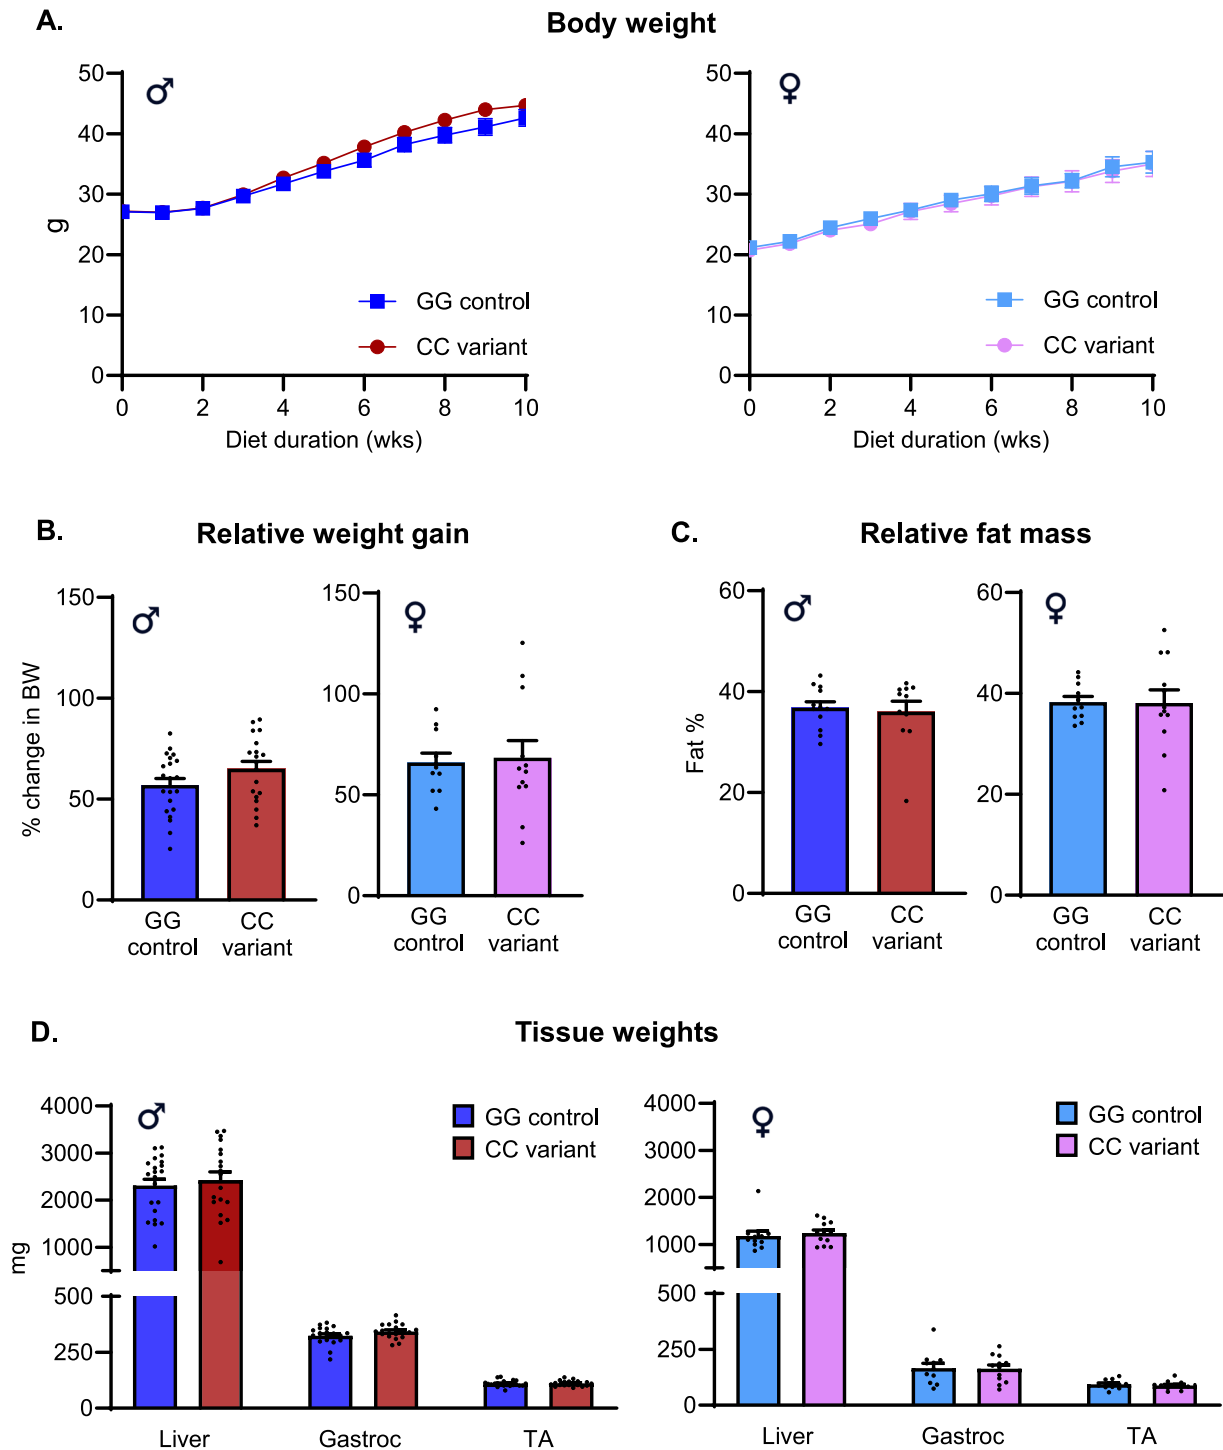 A.
Body weight
♂
50
40
30
20
10
0
g
0 2 4 6 8 10
Diet duration (wks)
GG control
CC variant
♀
50
40
30
20
10
0
0 2 4 6 8 10
Diet duration (wks)
GG control
CC variant
B.
Relative weight gain
♂
150
100
50
0
% change in BW
GG control
CC variant
♀
150
100
50
0
GG control
CC variant
C.
Relative fat mass
♂
60
40
20
0
Fat %
GG control
CC variant
♀
60
40
20
0
GG control
CC variant
D.
Tissue weights
♂
4000
3000
2000
1000
500
250
0
mg
GG control
CC variant
Liver Gastroc TA
♀
4000
3000
2000
1000
500
250
0
GG control
CC variant
Liver Gastroc TA